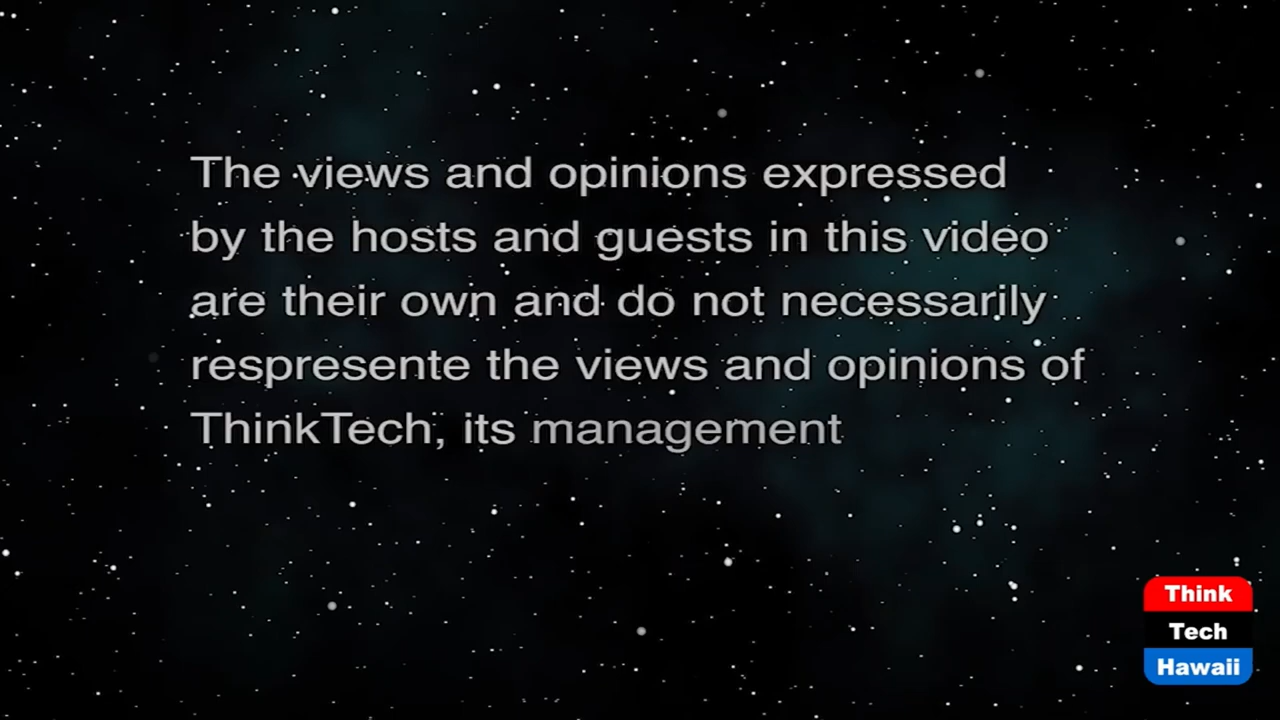 The views and opinions expressed
by the hosts and guests in this video
are their own and do not necessarily
respresente the views and opinions of
ThinkTech, its management
Think
Tech
Hawaii